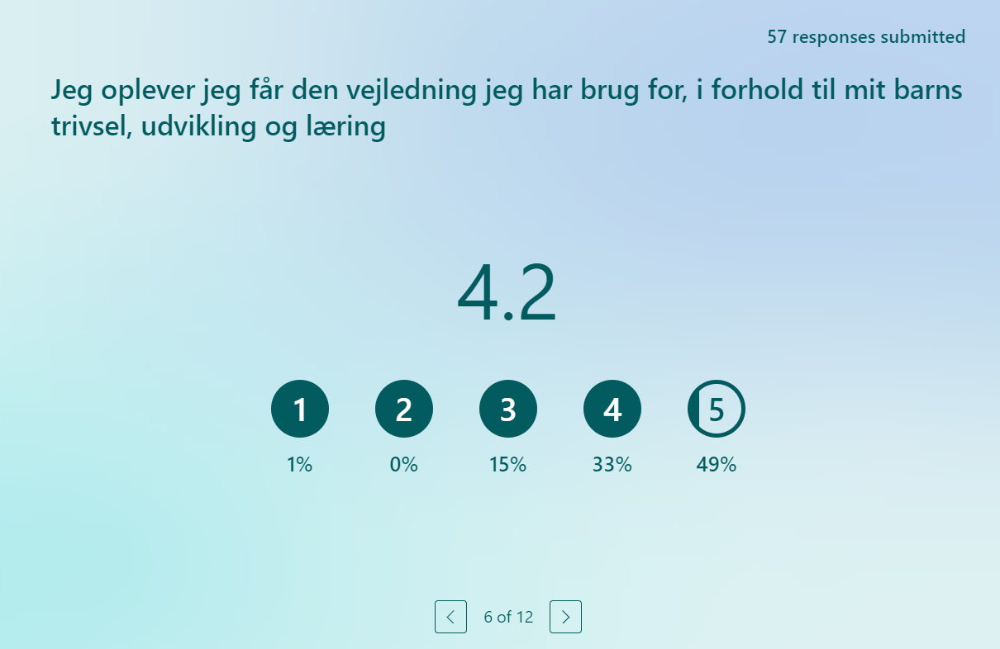 57 responses submitted
Jeg oplever jeg får den vejledning jeg har brug for, i forhold til mit barns
trivsel, udvikling og læring
4.2
1 2 3 4 5
1% 0% 15% 33% 49%
6 of 12